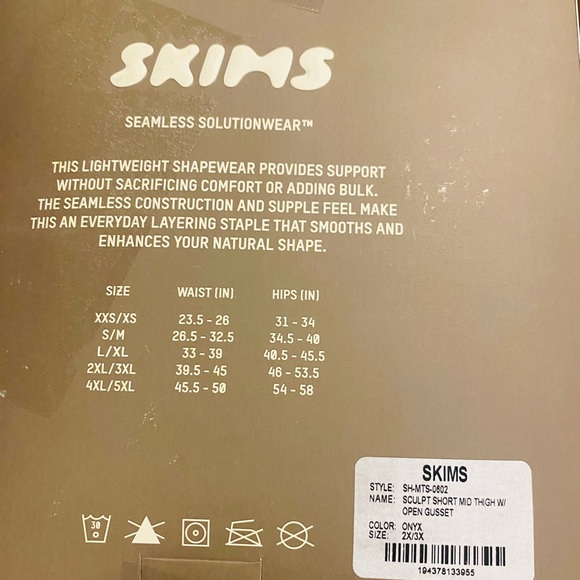 SKIMS
SEAMLESS SOLUTIONWEAR™
THIS LIGHTWEIGHT SHAPEWEAR PROVIDES SUPPORT
WITHOUT SACRIFICING COMFORT OR ADDING BULK.
THE SEAMLESS CONSTRUCTION AND SUPPLE FEEL MAKE
THIS AN EVERYDAY LAYERING STAPLE THAT SMOOTHS AND
ENHANCES YOUR NATURAL SHAPE.
SIZE WAIST (IN) HIPS (IN)
XXS/XS 23.5 - 26 31 - 34
S/M 26.5 - 32.5 34.5 - 40
L/XL 33 - 39 40.5 - 45.5
2XL/3XL 39.5 - 45 46 - 53.5
4XL/5XL 45.5 - 50 54 - 58
30
SKIMS
STYLE: SH-MTS-0602
NAME: SCULPT SHORT MID THIGH W/
OPEN GUSSET
COLOR: ONYX
SIZE: 2X/3X
194378133955